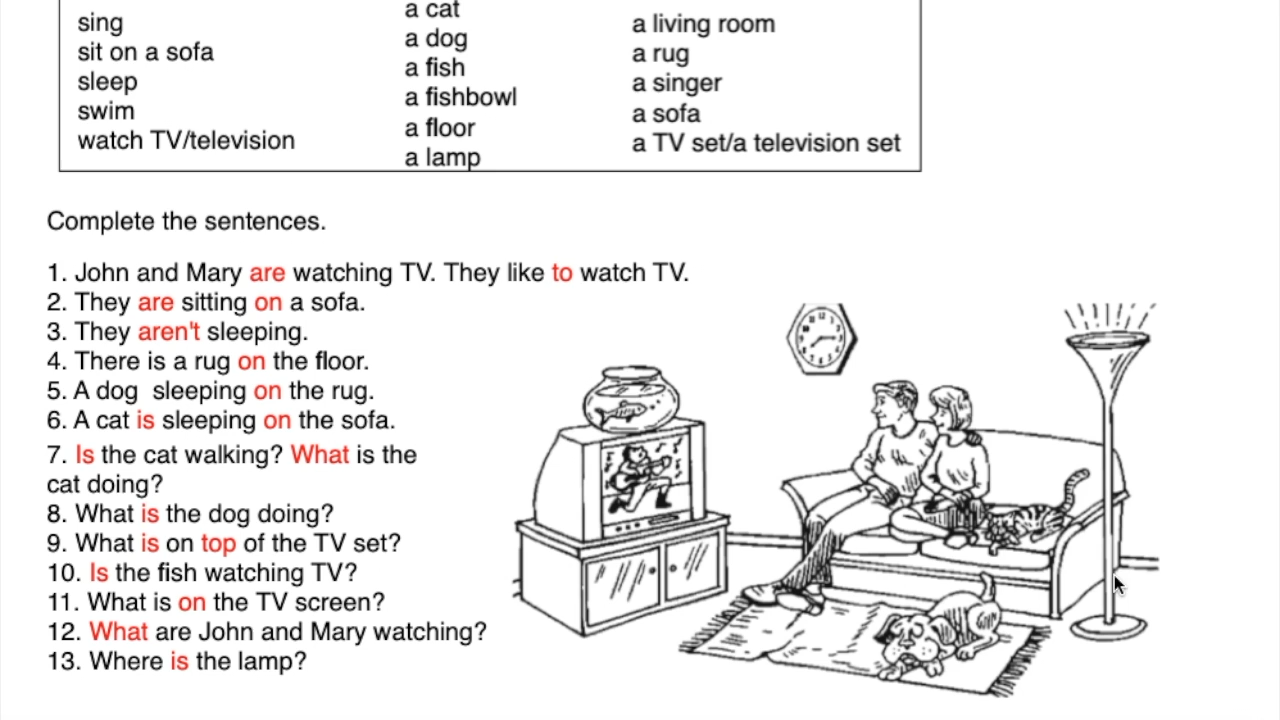 sing
sit on a sofa
sleep
swim
watch TV/television
a cat
a dog
a fish
a fishbowl
a floor
a lamp
a living room
a rug
a singer
a sofa
a TV set/a television set
Complete the sentences.
1. John and Mary are watching TV. They like to watch TV.
2. They are sitting on a sofa.
3. They aren't sleeping.
4. There is a rug on the floor.
5. A dog  sleeping on the rug.
6. A cat is sleeping on the sofa.
7. Is the cat walking? What is the
cat doing?
8. What is the dog doing?
9. What is on top of the TV set?
10. Is the fish watching TV?
11. What is on the TV screen?
12. What are John and Mary watching?
13. Where is the lamp?